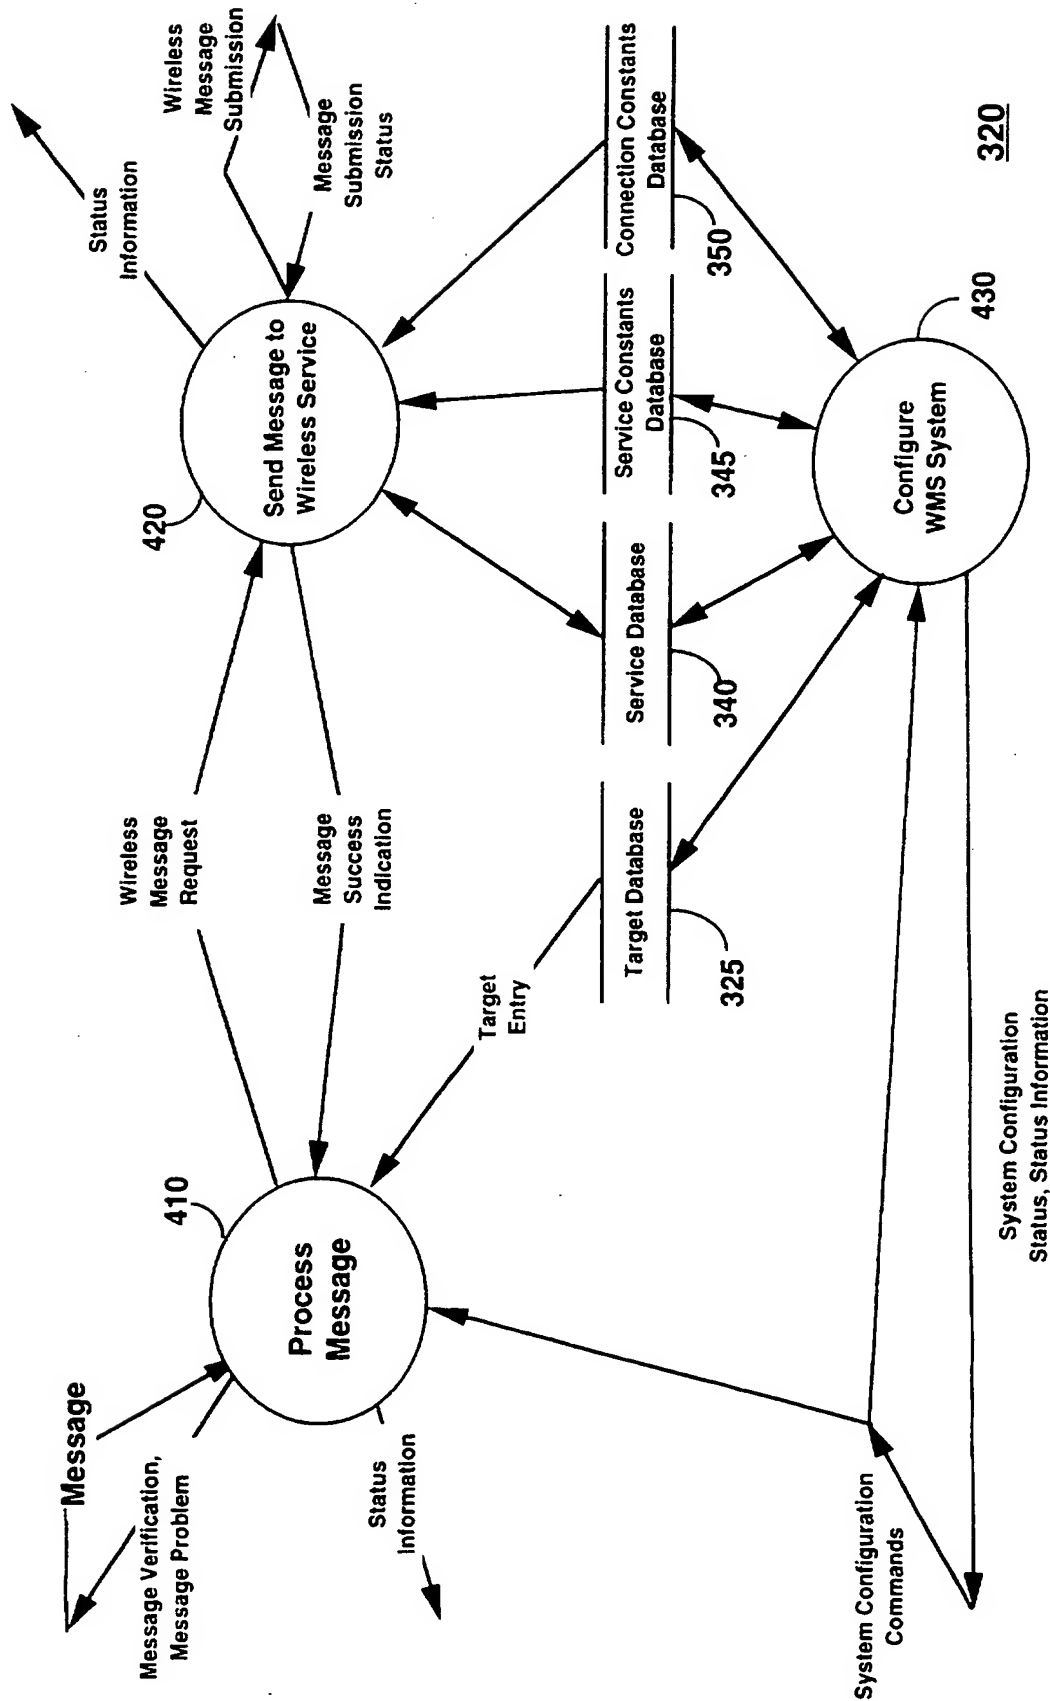 Message
Message Verification,
Message Problem
410
Process
Message
Status
Information
Wireless
Message
Request
Message
Success
Indication
Target
Entry
420
Send Message to
Wireless Service
Status
Information
Wireless
Message
Submission
Message
Submission
Status
Target Database
325
Service Database
340
Service Constants
Database
345
Connection Constants
Database
350
430
Configure
WMS System
System Configuration
Commands
System Configuration
Status, Status Information
320